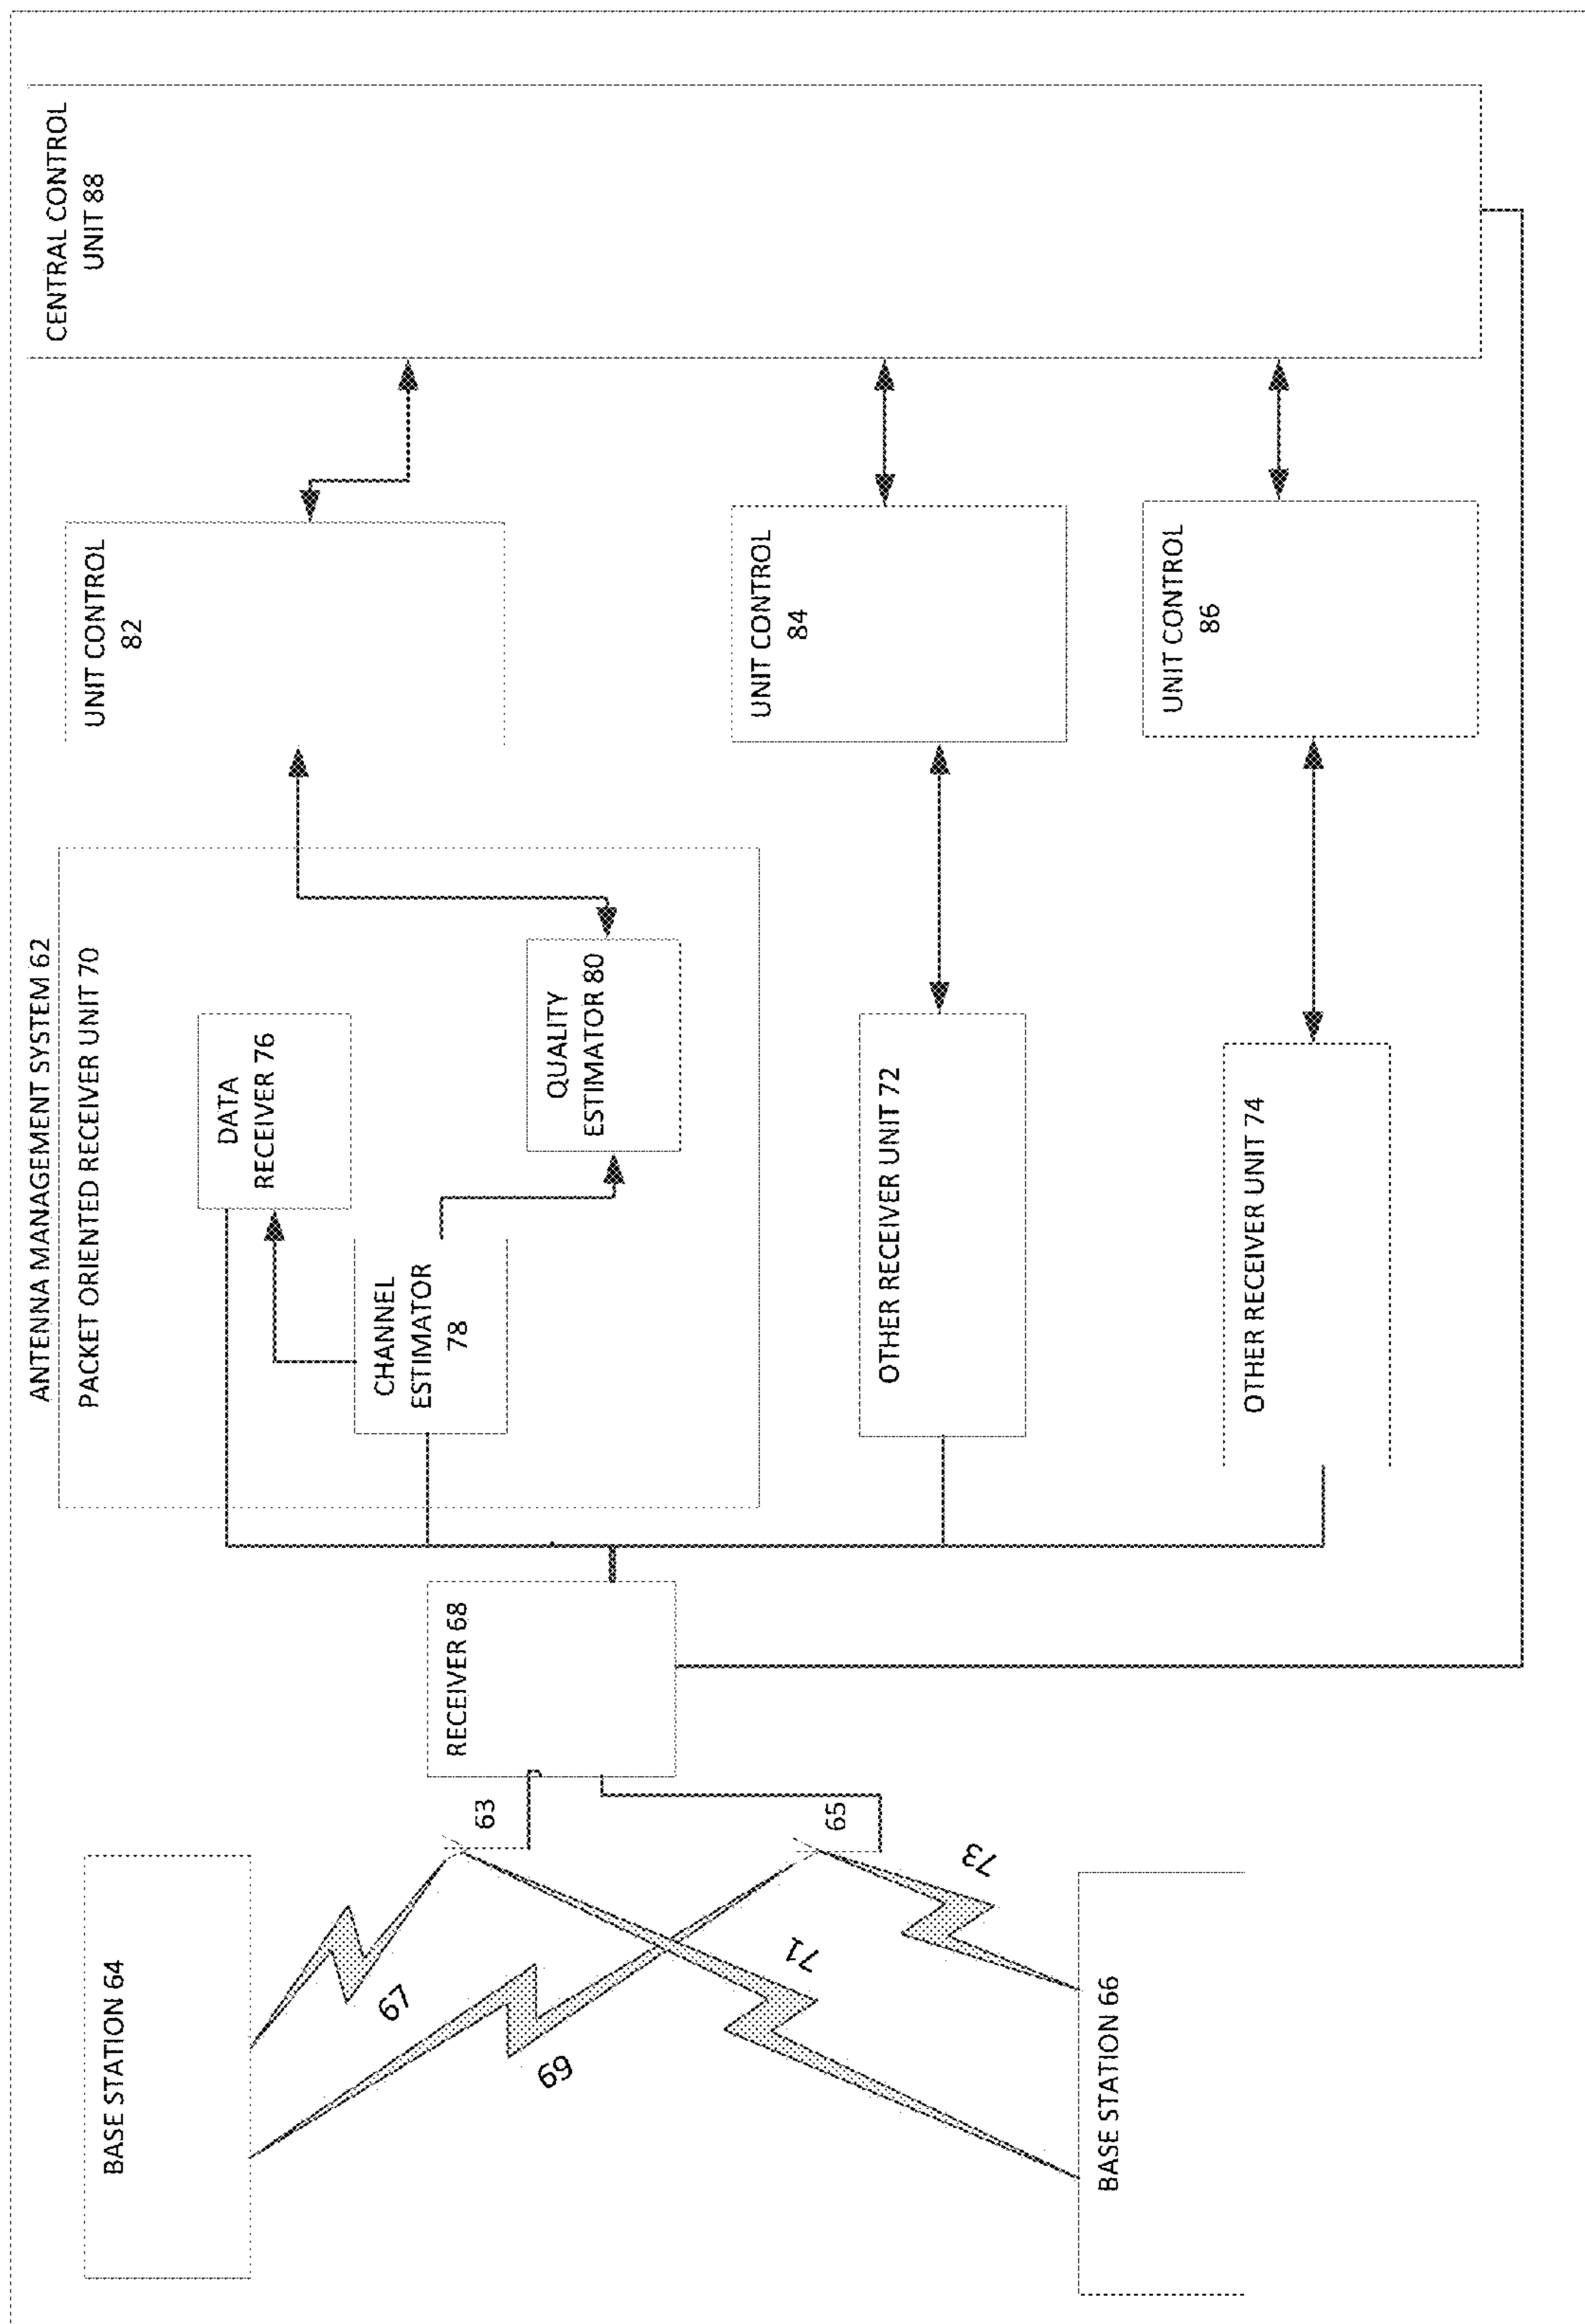 ANTENNA MANAGEMENT SYSTEM 62
BASE STATION 64
67
69
63
65
71
73
BASE STATION 66
RECEIVER 68
PACKET ORIENTED RECEIVER UNIT 70
DATA
RECEIVER 76
CHANNEL
ESTIMATOR
78
QUALITY
ESTIMATOR 80
OTHER RECEIVER UNIT 72
OTHER RECEIVER UNIT 74
UNIT CONTROL
82
UNIT CONTROL
84
UNIT CONTROL
86
CENTRAL CONTROL
UNIT 88